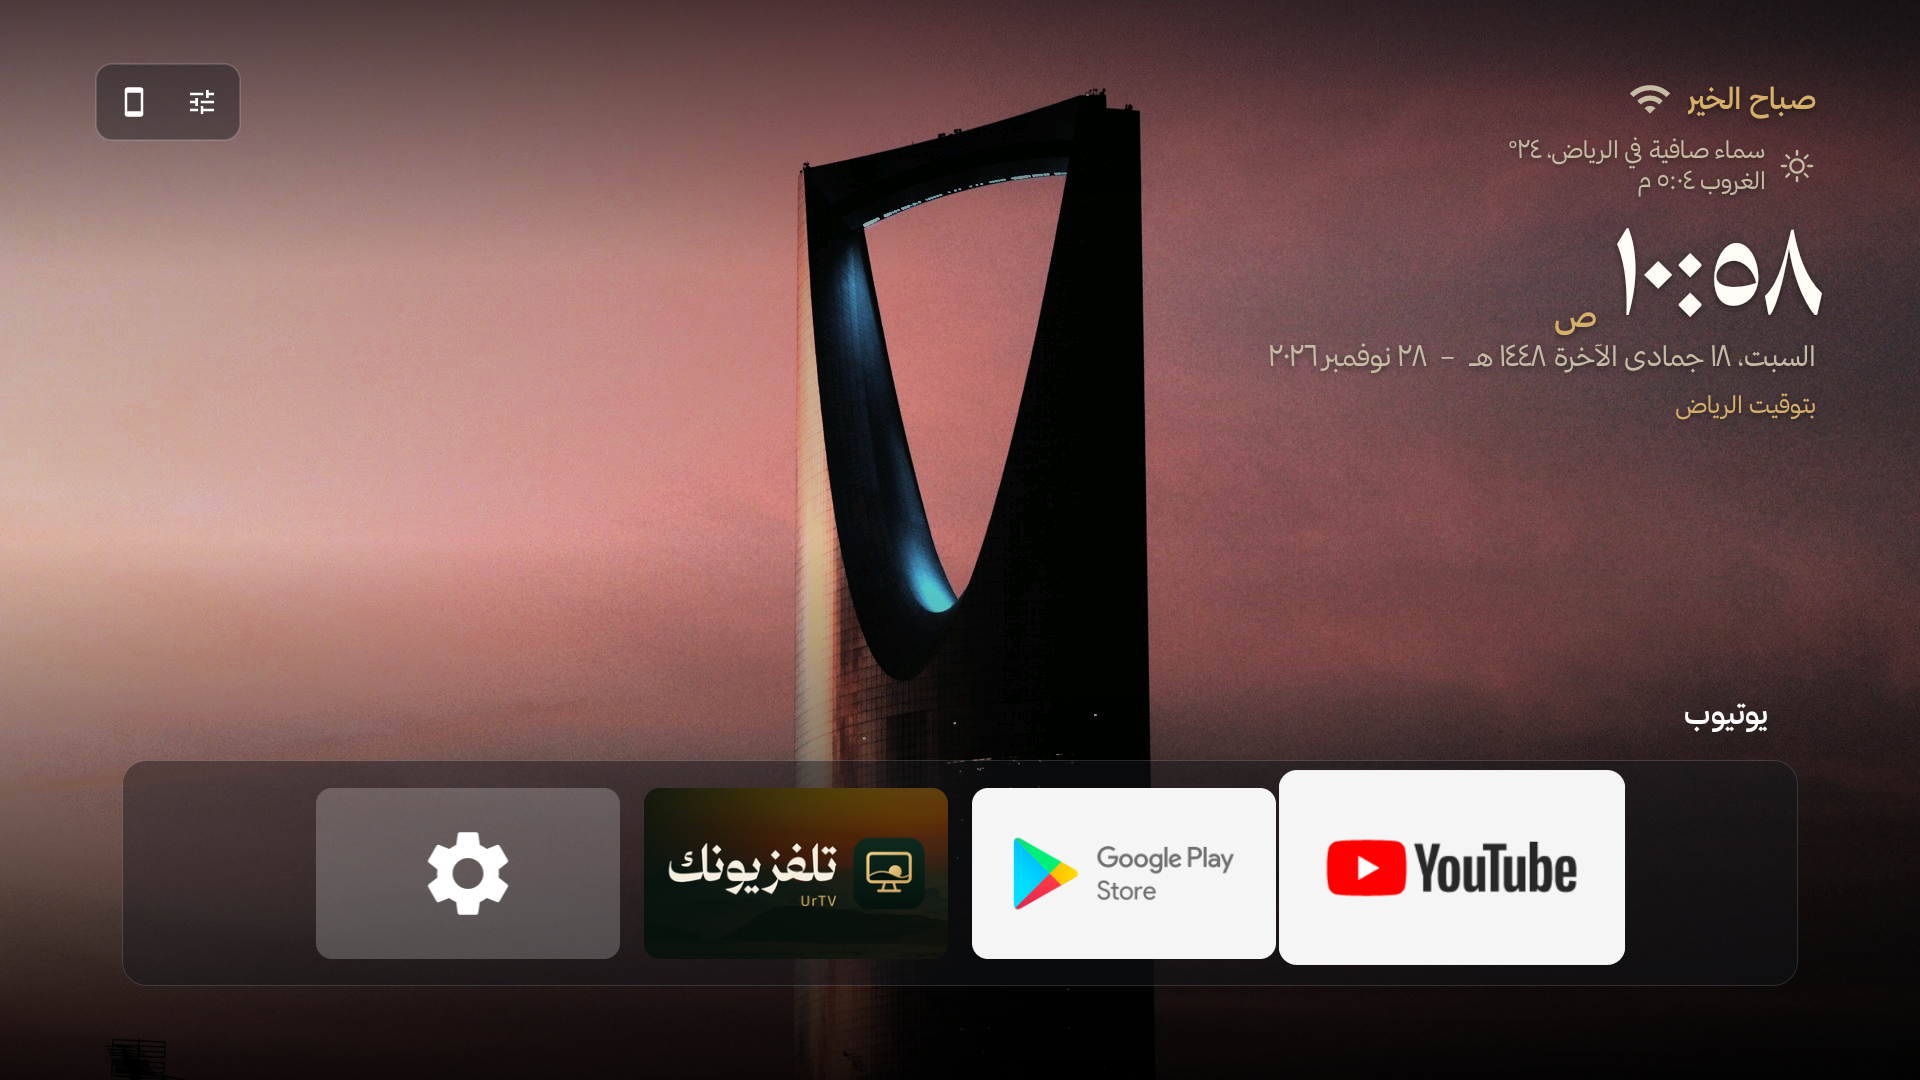 صباح الخير
سماء صافية في الرياض، ٢٤°
الغروب ٥:٠٤ م
١٠:٥٨ ص
السبت، ١٨ جمادى الآخرة ١٤٤٨ هـ – ٢٨ نوفمبر ٢٠٢٦
بتوقيت الرياض
يوتيوب
YouTube
Google Play
Store
تلفزيونك
UrTV